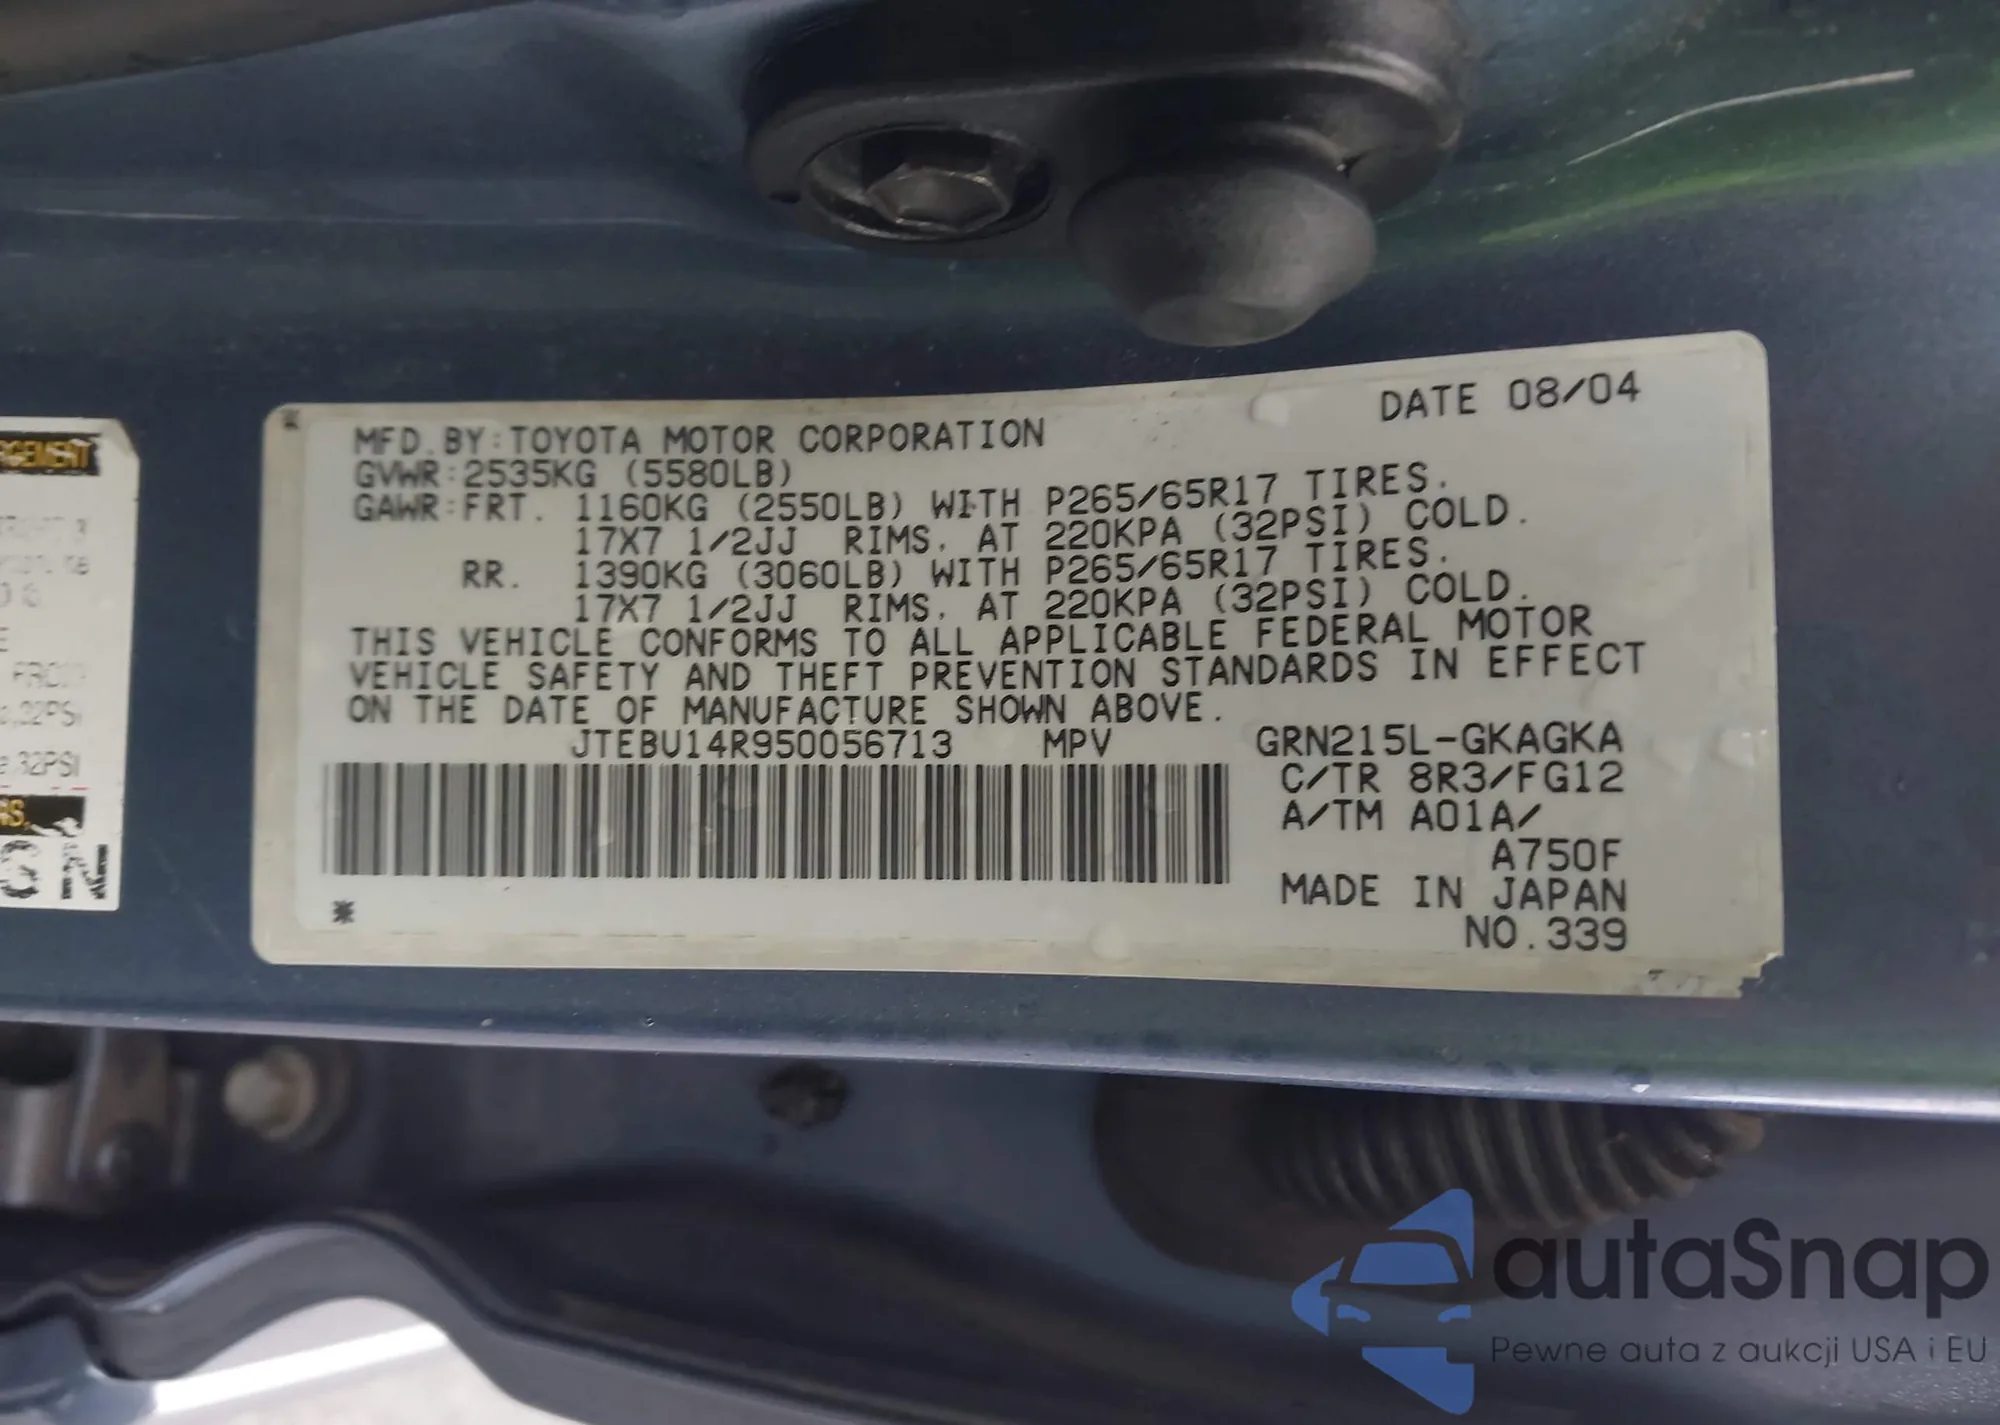 DATE 08/04
MFD.BY:TOYOTA MOTOR CORPORATION
GVWR:2535KG (5580LB)
GAWR:FRT. 1160KG (2550LB) WITH P265/65R17 TIRES.
17X7 1/2JJ RIMS. AT 220KPA (32PSI) COLD.
RR. 1390KG (3060LB) WITH P265/65R17 TIRES.
17X7 1/2JJ RIMS. AT 220KPA (32PSI) COLD.
THIS VEHICLE CONFORMS TO ALL APPLICABLE FEDERAL MOTOR
VEHICLE SAFETY AND THEFT PREVENTION STANDARDS IN EFFECT
ON THE DATE OF MANUFACTURE SHOWN ABOVE.
JTEBU14R950056713 MPV GRN215L-GKAGKA
C/TR 8R3/FG12
A/TM A01A/
A750F
MADE IN JAPAN
NO.339
32PSI
autaSnap
Pewne auta z aukcji USA i EU